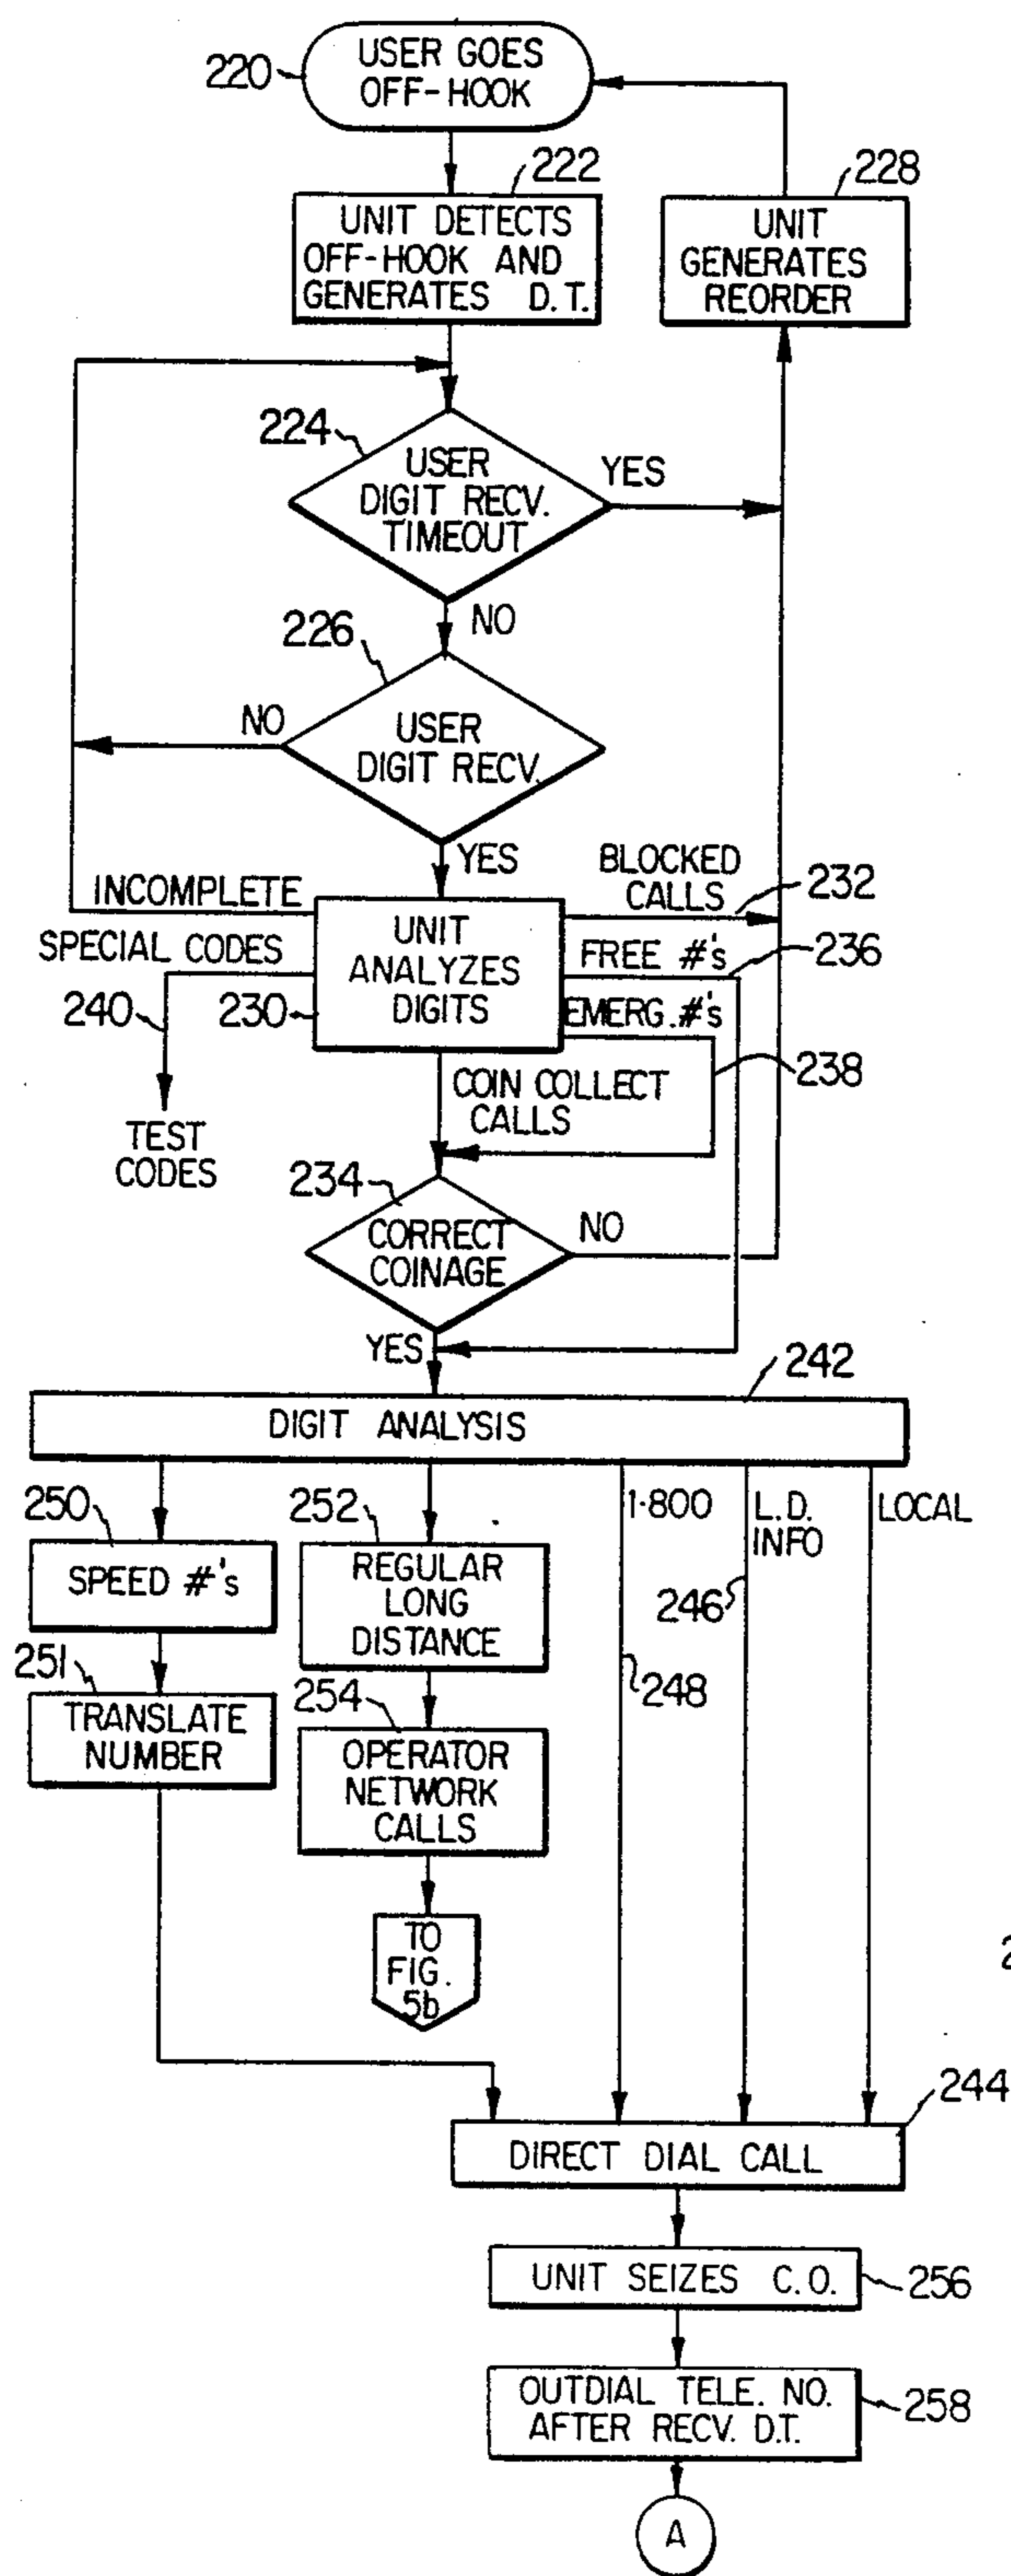 220
USER GOES
OFF-HOOK
222
228
UNIT DETECTS
OFF-HOOK AND
GENERATES D.T.
UNIT
GENERATES
REORDER
224
USER
DIGIT RECV.
TIMEOUT
YES
NO
226
NO
USER
DIGIT RECV.
YES
INCOMPLETE
BLOCKED
CALLS
232
SPECIAL CODES
UNIT
ANALYZES
DIGITS
FREE #'s
236
240
230
EMERG. #'s
238
COIN COLLECT
CALLS
TEST
CODES
234
CORRECT
COINAGE
NO
YES
242
DIGIT ANALYSIS
250
252
1-800
L.D.
INFO
LOCAL
SPEED #'s
REGULAR
LONG
DISTANCE
246
248
251
TRANSLATE
NUMBER
254
OPERATOR
NETWORK
CALLS
TO
FIG.
5b
2
244
DIRECT DIAL CALL
UNIT SEIZES C.O.
256
OUTDIAL TELE. NO.
AFTER RECV. D.T.
258
A